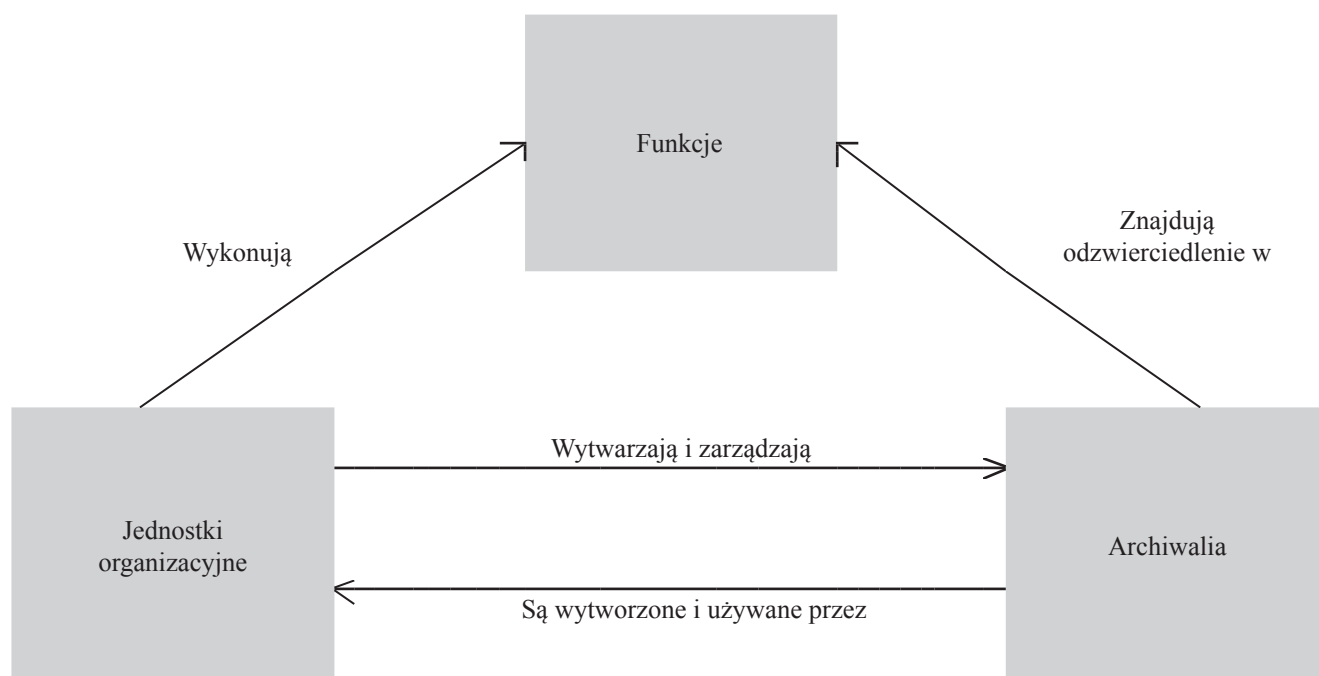 Funkcje
Wykonują
Znajdują
odzwierciedlenie w
Wytwarzają i zarządzają
Jednostki
organizacyjne
Archiwalia
Są wytworzone i używane przez